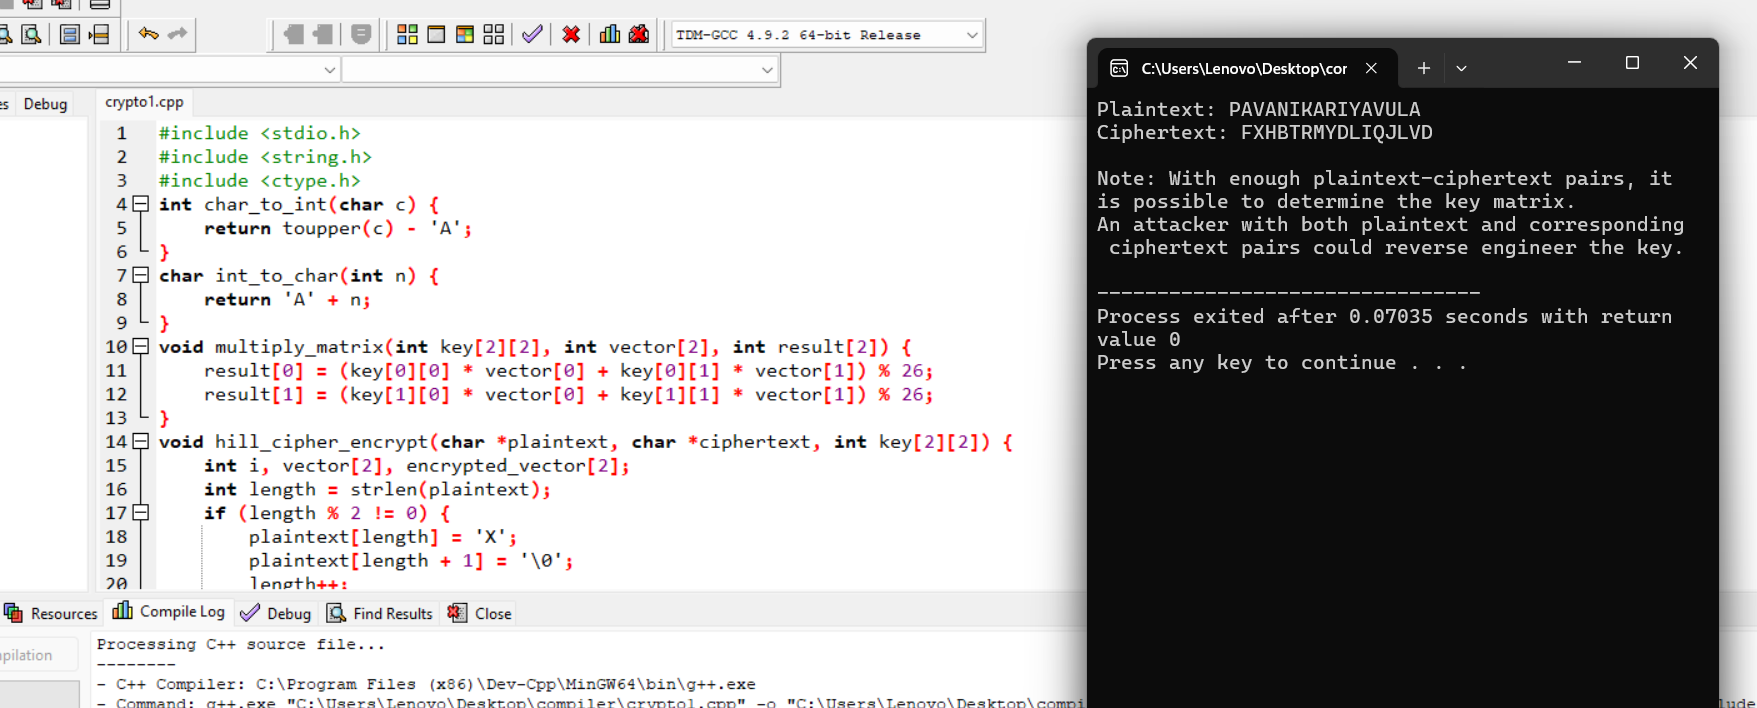 TDM-GCC 4.9.2 64-bit Release
es Debug
crypto1.cpp
1 #include <stdio.h>
2 #include <string.h>
3 #include <ctype.h>
4 int char_to_int(char c) {
5 return toupper(c) - 'A';
6 }
7 char int_to_char(int n) {
8 return 'A' + n;
9 }
10 void multiply_matrix(int key[2][2], int vector[2], int result[2]) {
11 result[0] = (key[0][0] * vector[0] + key[0][1] * vector[1]) % 26;
12 result[1] = (key[1][0] * vector[0] + key[1][1] * vector[1]) % 26;
13 }
14 void hill_cipher_encrypt(char *plaintext, char *ciphertext, int key[2][2]) {
15 int i, vector[2], encrypted_vector[2];
16 int length = strlen(plaintext);
17 if (length % 2 != 0) {
18 plaintext[length] = 'X';
19 plaintext[length + 1] = '\0';
20 length++;
Resources Compile Log Debug Find Results Close
mpilation
Processing C++ source file...
--------
- C++ Compiler: C:\Program Files (x86)\Dev-Cpp\MinGW64\bin\g++.exe
- Command: g++.exe "C:\Users\Lenovo\Desktop\compiler\crypto1.cpp" -o "C:\Users\Lenovo\Desktop\compi
lude
C:\Users\Lenovo\Desktop\cor
Plaintext: PAVANIKARIYAVULA
Ciphertext: FXHBTRMYDLIQJLVD
Note: With enough plaintext-ciphertext pairs, it
is possible to determine the key matrix.
An attacker with both plaintext and corresponding
ciphertext pairs could reverse engineer the key.
--------------------------------
Process exited after 0.07035 seconds with return
value 0
Press any key to continue . . .